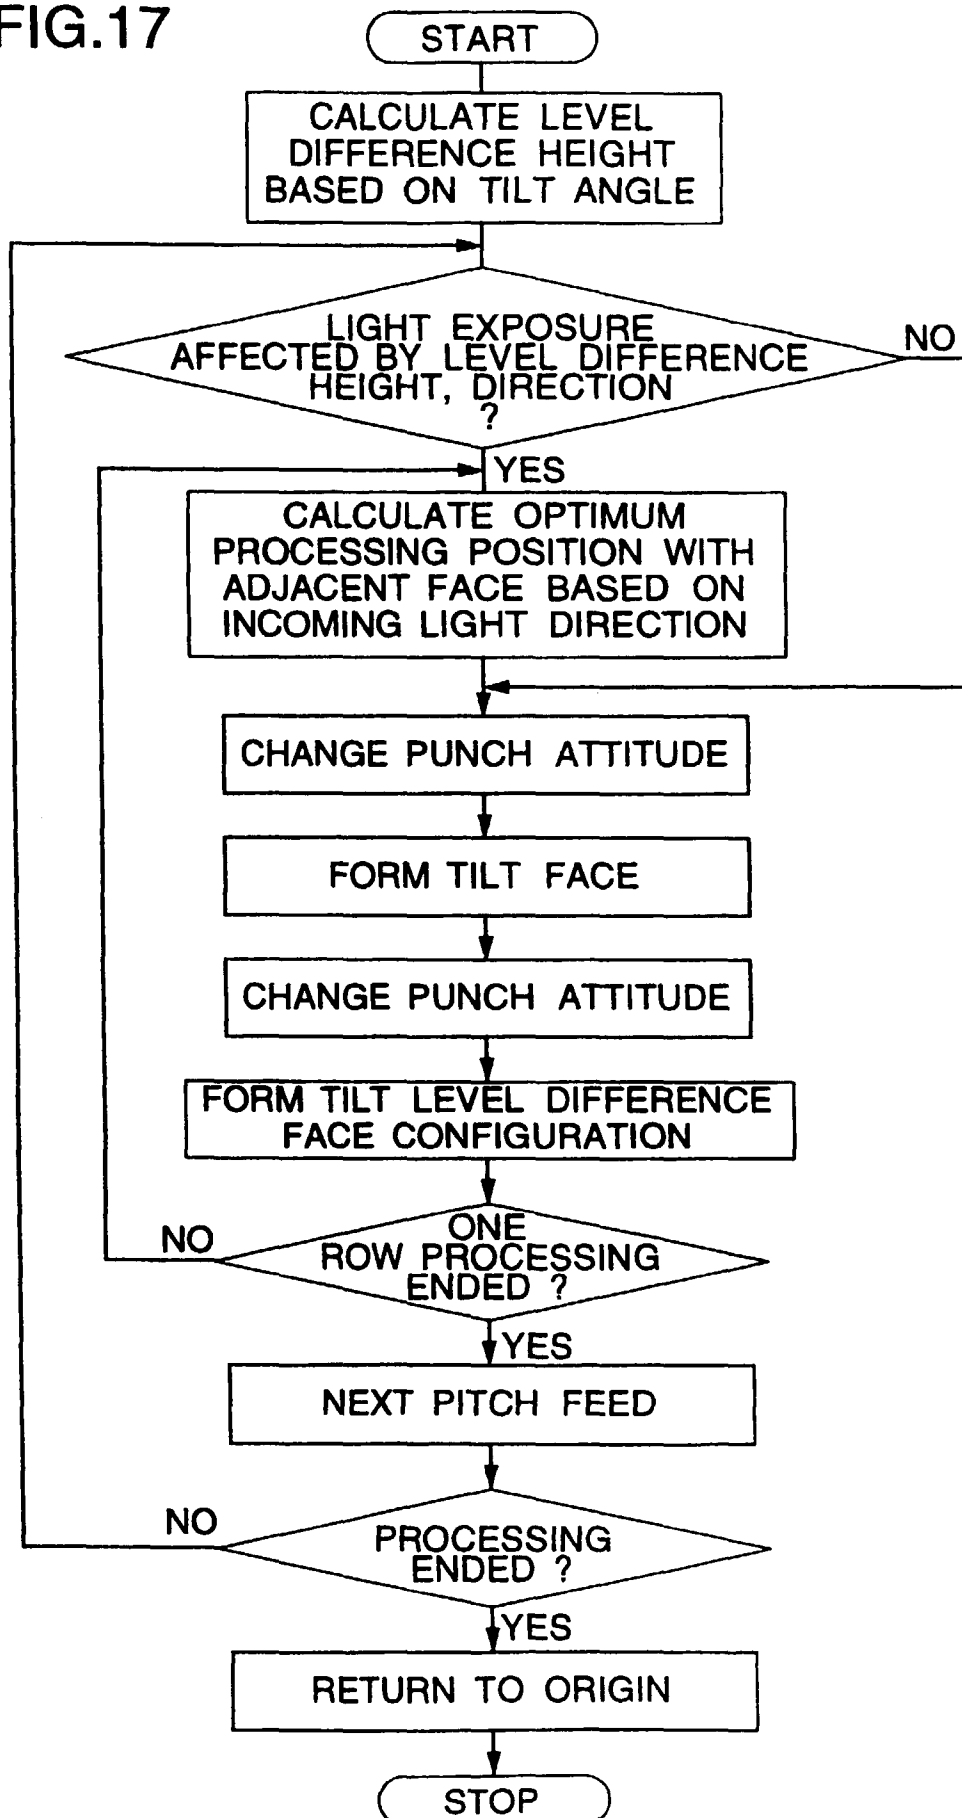 FIG.17
START
CALCULATE LEVEL
DIFFERENCE HEIGHT
BASED ON TILT ANGLE
LIGHT EXPOSURE
AFFECTED BY LEVEL DIFFERENCE
HEIGHT, DIRECTION
?
NO
YES
CALCULATE OPTIMUM
PROCESSING POSITION WITH
ADJACENT FACE BASED ON
INCOMING LIGHT DIRECTION
CHANGE PUNCH ATTITUDE
FORM TILT FACE
CHANGE PUNCH ATTITUDE
FORM TILT LEVEL DIFFERENCE
FACE CONFIGURATION
NO
ONE
ROW PROCESSING
ENDED ?
YES
NEXT PITCH FEED
NO
PROCESSING
ENDED ?
YES
RETURN TO ORIGIN
STOP